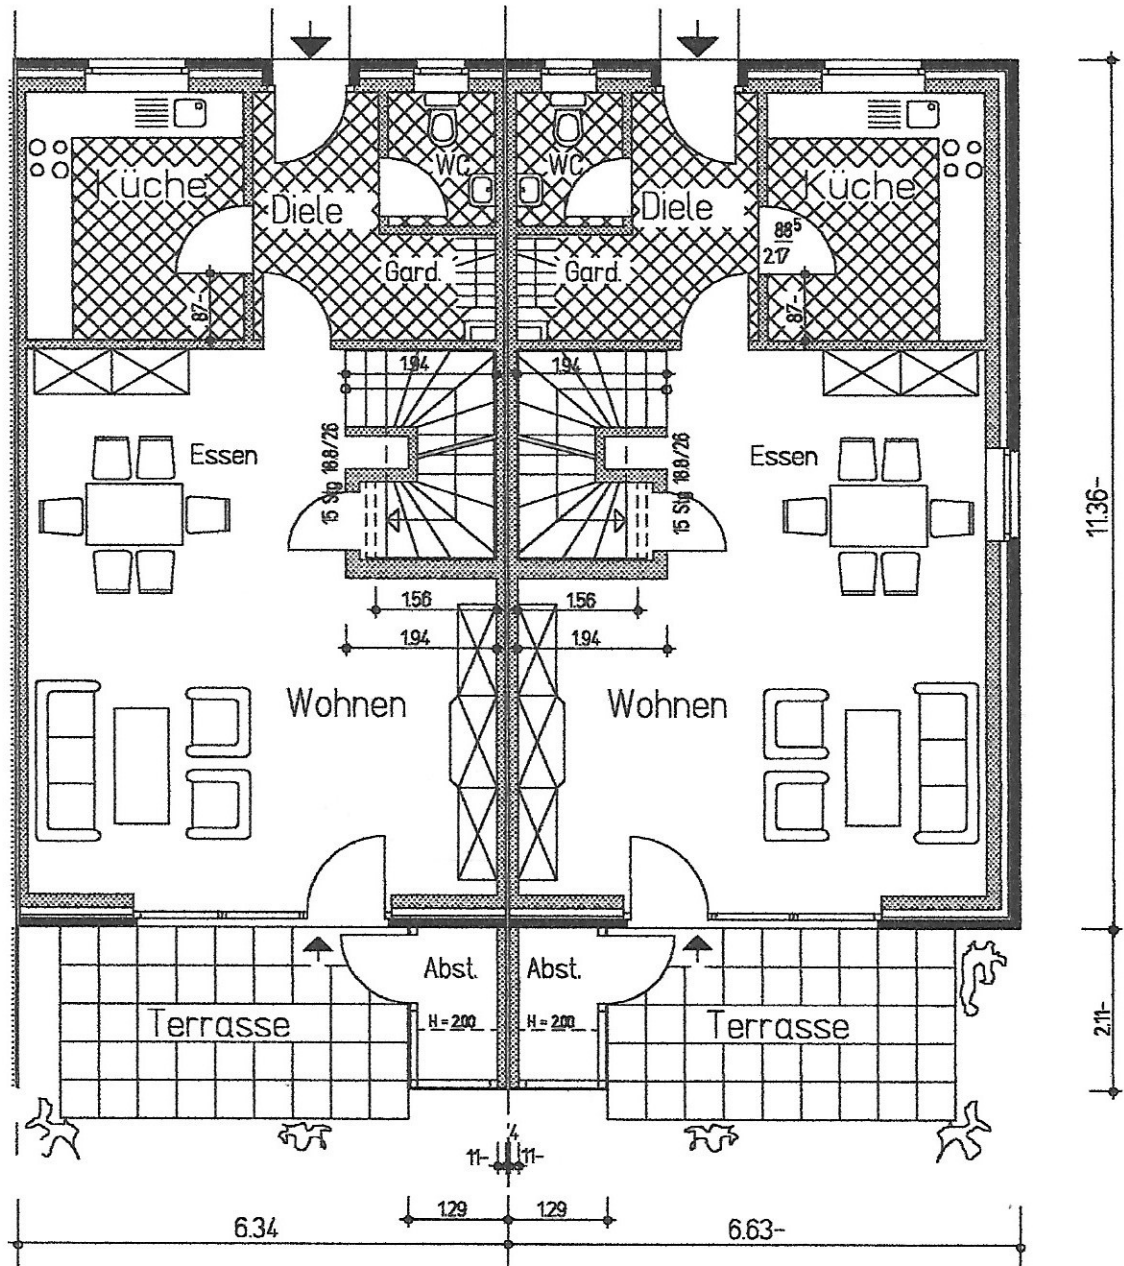 WC WC
Küche Diele Diele Küche
88⁵
2.17
Gard. Gard.
87- 87-
1.94 1.94
Essen Essen
15 Stg 18.8/26 15 Stg 18.8/26
11.36-
1.56 1.56
1.94 1.94
Wohnen Wohnen
Abst. Abst.
Terrasse H = 2.00 H = 2.00 Terrasse
2.11-
4
11- 11-
1.29 1.29
6.34 6.63-